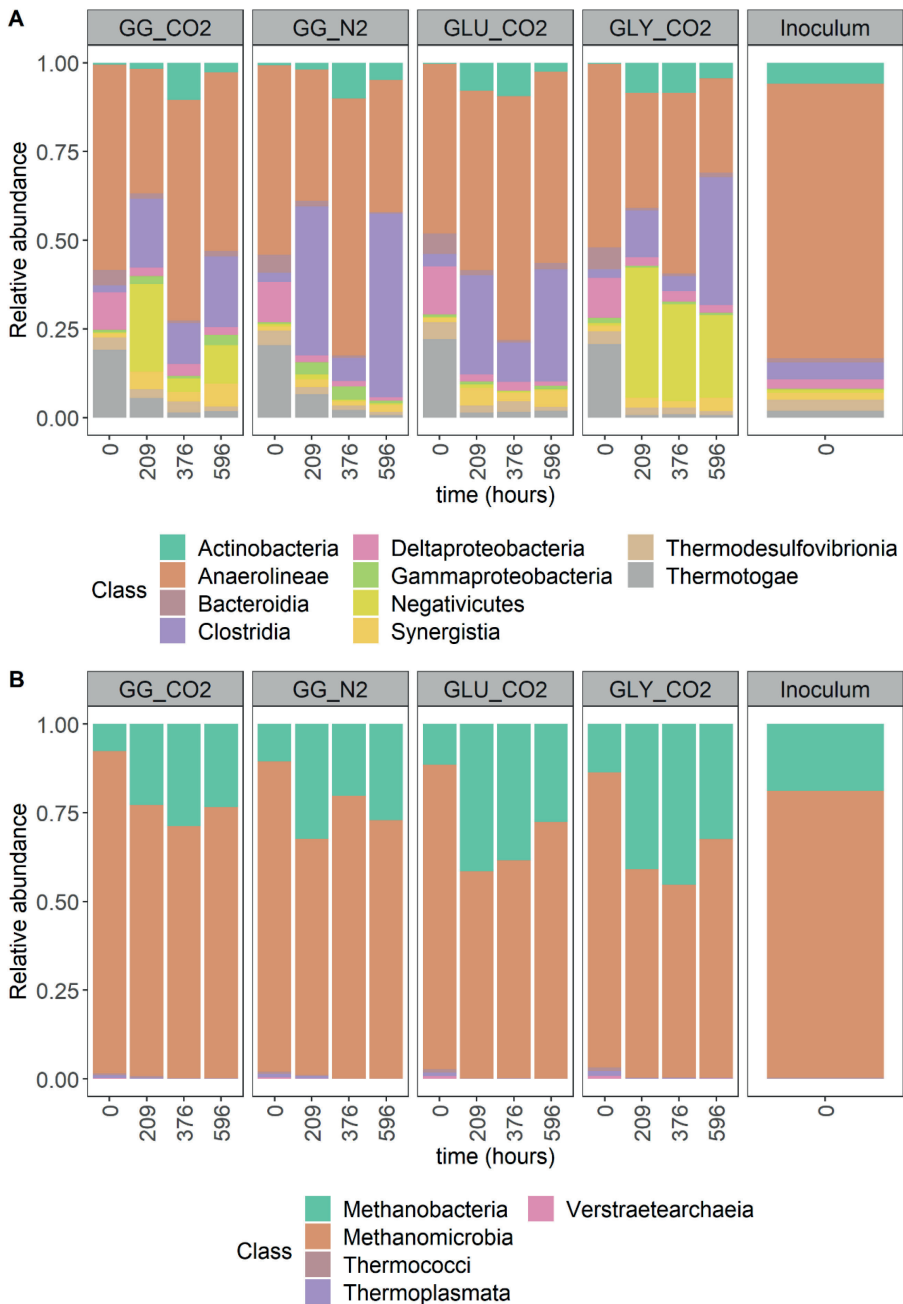 A
GG_CO2 GG_N2 GLU_CO2 GLY_CO2 Inoculum
1.00
0.75
0.50
0.25
0.00
Relative abundance
0 209 376 596 0 209 376 596 0 209 376 596 0 209 376 596 0
time (hours)
Class
Actinobacteria Deltaproteobacteria Thermodesulfovibrionia
Anaerolineae Gammaproteobacteria Thermotogae
Bacteroidia Negativicutes
Clostridia Synergistia
B
GG_CO2 GG_N2 GLU_CO2 GLY_CO2 Inoculum
1.00
0.75
0.50
0.25
0.00
Relative abundance
0 209 376 596 0 209 376 596 0 209 376 596 0 209 376 596 0
time (hours)
Class
Methanobacteria Verstraetearchaeia
Methanomicrobia
Thermococci
Thermoplasmata